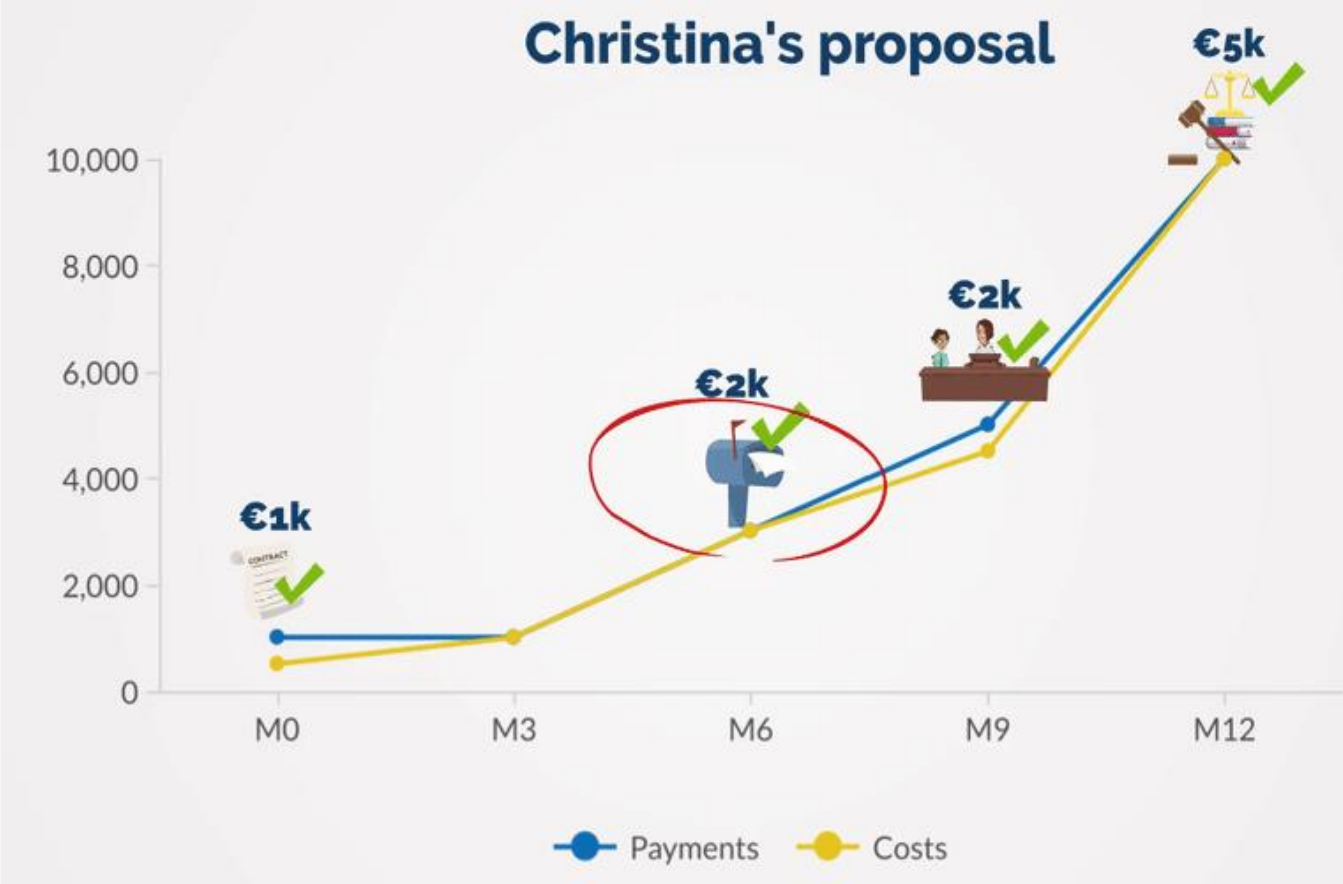 Christina's proposal
€5k
10,000
8,000
€2k
6,000
€2k
4,000
€1k
CONTRACT
2,000
0
M0 M3 M6 M9 M12
Payments Costs